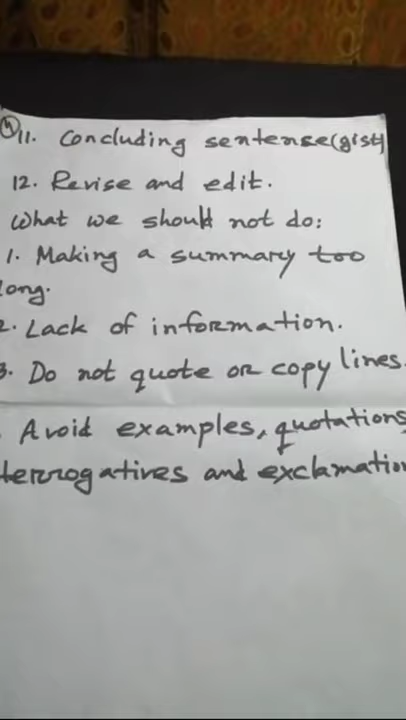 ④ 11. Concluding sentense(gist)
12. Revise and edit.
What we should not do:
1. Making a summary too
long.
2. Lack of information.
3. Do not quote or copy lines.
. Avoid examples, quotations,
terrogatives and exclamation